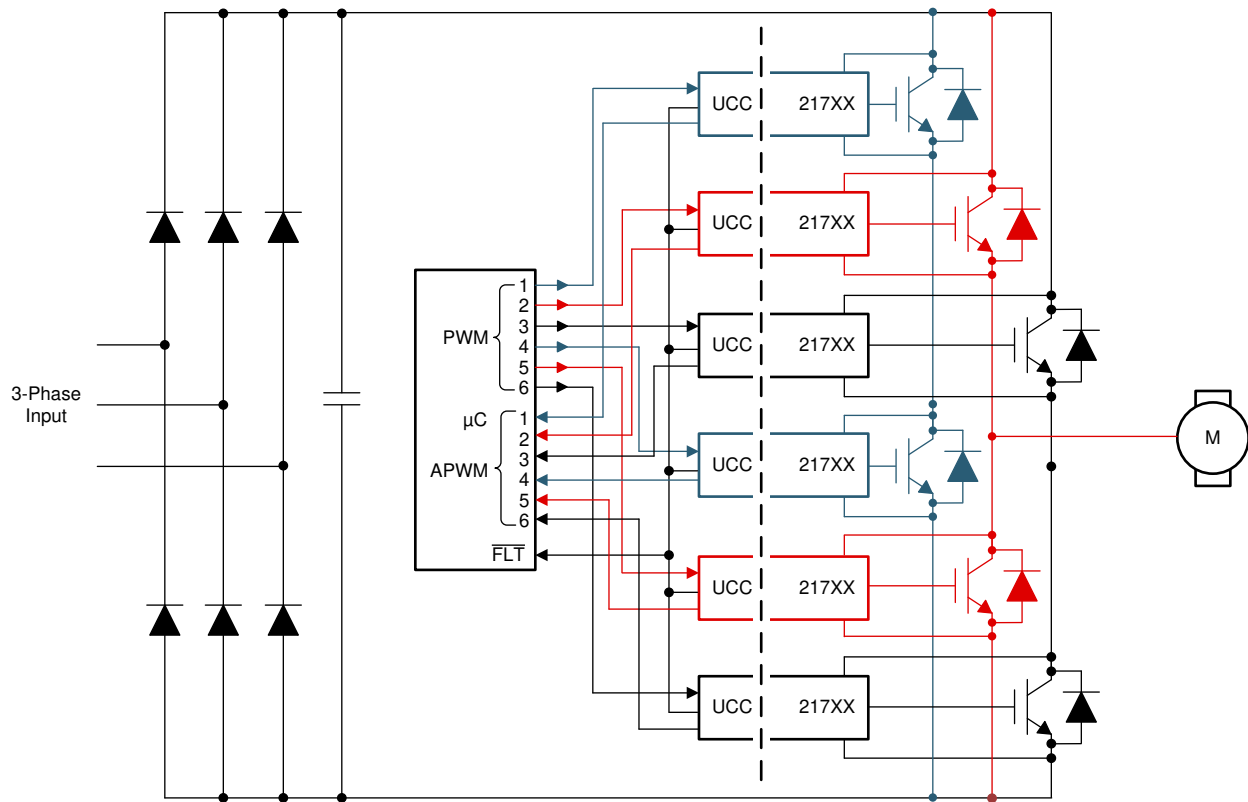 UCC 217XX
UCC 217XX
1
2
PWM 3
4
5
6
UCC 217XX
3-Phase
Input
µC 1
2
APWM 3
4
5
6
M
UCC 217XX
FLT
UCC 217XX
UCC 217XX